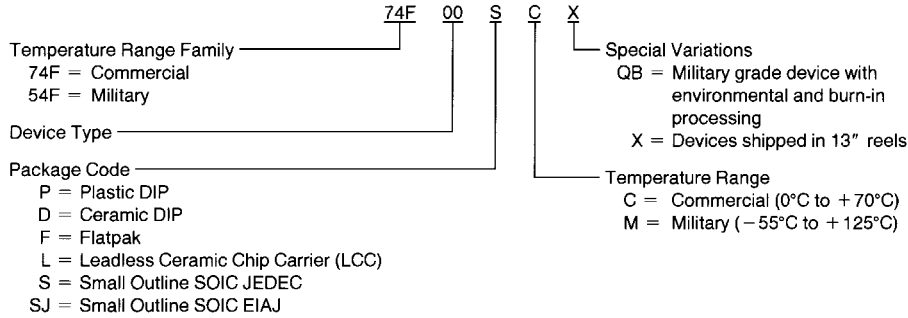 74F 00 S C X
Temperature Range Family
74F = Commercial
54F = Military
Device Type
Package Code
P = Plastic DIP
D = Ceramic DIP
F = Flatpak
L = Leadless Ceramic Chip Carrier (LCC)
S = Small Outline SOIC JEDEC
SJ = Small Outline SOIC EIAJ
Special Variations
QB = Military grade device with
environmental and burn-in
processing
X = Devices shipped in 13″ reels
Temperature Range
C = Commercial (0°C to +70°C)
M = Military (−55°C to +125°C)